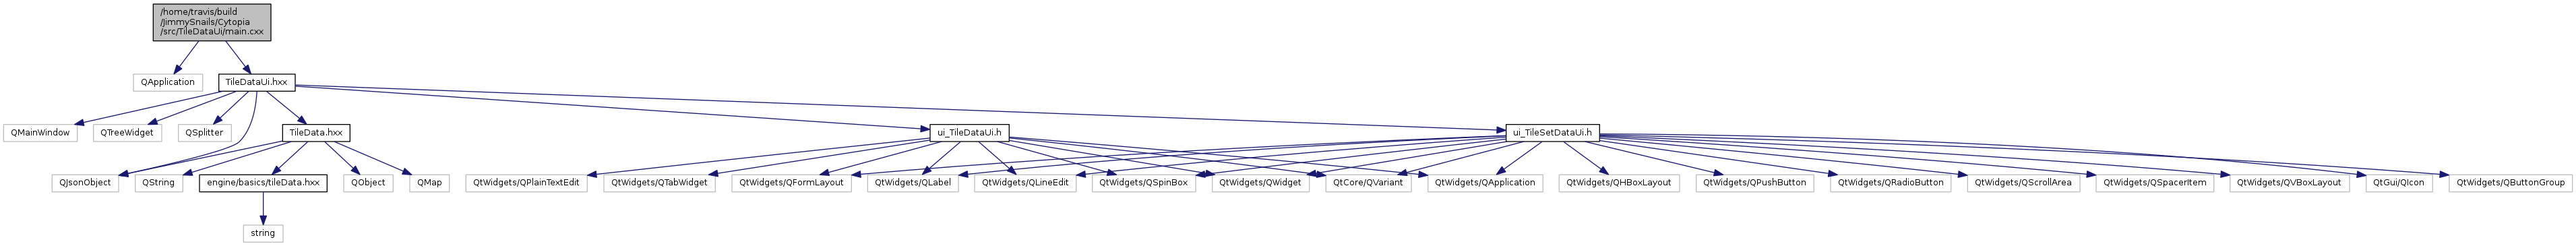 /home/travis/build
/JimmySnails/Cytopia
/src/TileDataUi/main.cxx
QApplication
TileDataUi.hxx
QMainWindow
QTreeWidget
QSplitter
TileData.hxx
ui_TileDataUi.h
ui_TileSetDataUi.h
QJsonObject
QString
engine/basics/tileData.hxx
QObject
QMap
QtWidgets/QPlainTextEdit
QtWidgets/QTabWidget
QtWidgets/QFormLayout
QtWidgets/QLabel
QtWidgets/QLineEdit
QtWidgets/QSpinBox
QtWidgets/QWidget
QtCore/QVariant
QtWidgets/QApplication
QtWidgets/QHBoxLayout
QtWidgets/QPushButton
QtWidgets/QRadioButton
QtWidgets/QScrollArea
QtWidgets/QSpacerItem
QtWidgets/QVBoxLayout
QtGui/QIcon
QtWidgets/QButtonGroup
string